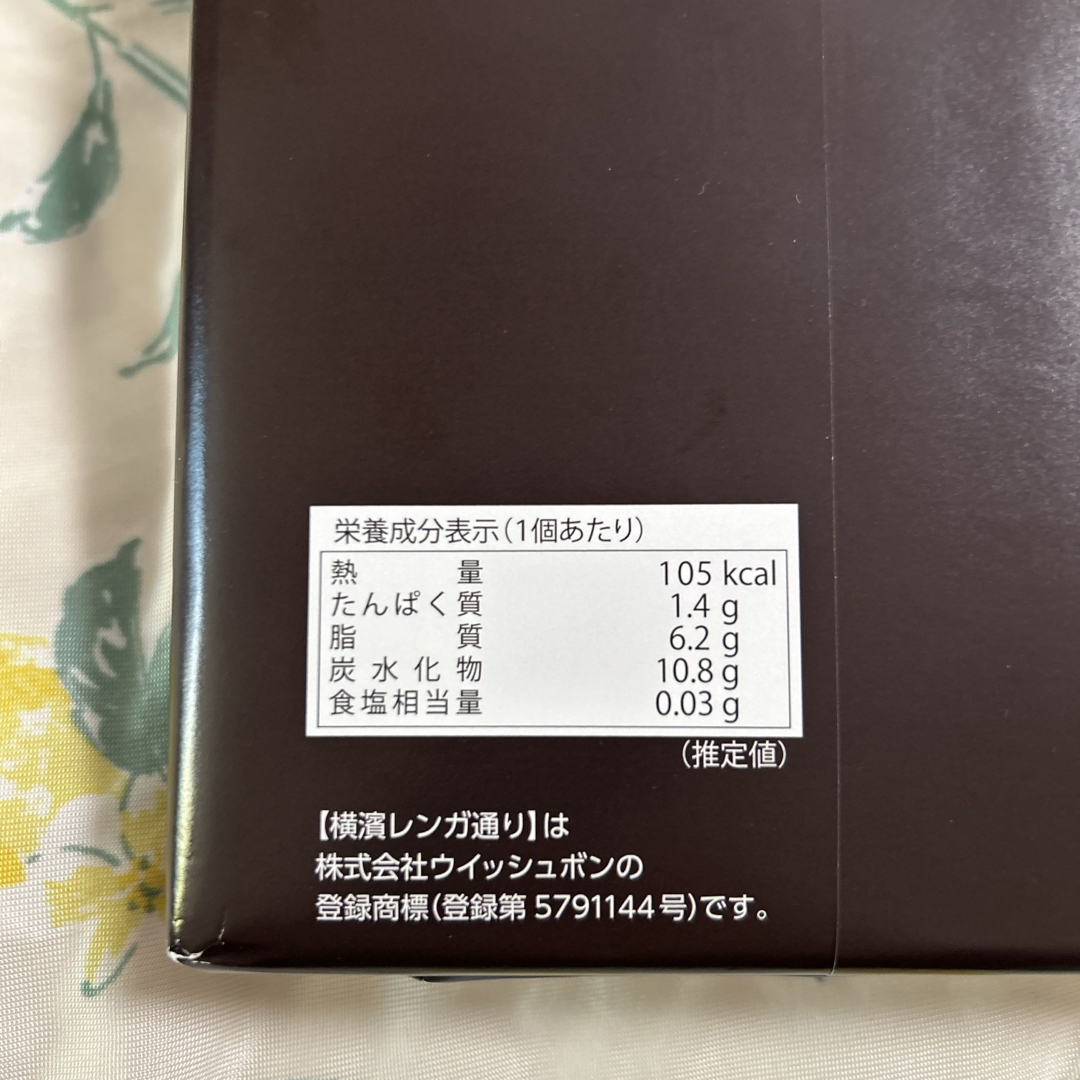 栄養成分表示(1個あたり)
熱量 105 kcal
たんぱく質 1.4 g
脂質 6.2 g
炭水化物 10.8 g
食塩相当量 0.03 g
(推定値)
【横濱レンガ通り】は
株式会社ウイッシュボンの
登録商標(登録第5791144号)です。